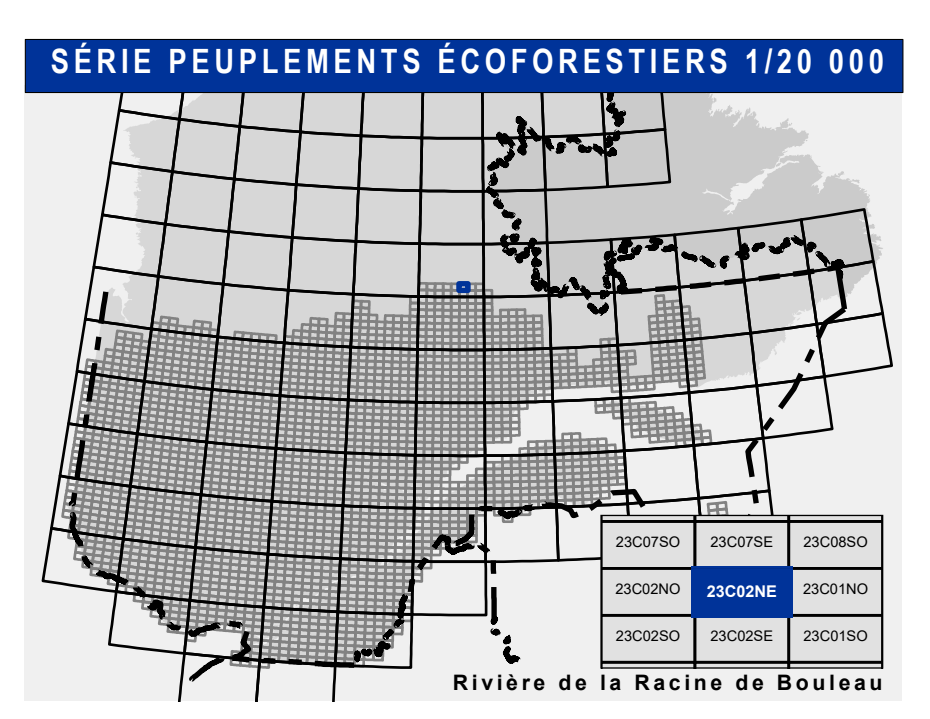 SÉRIE PEUPLEMENTS ÉCOFORESTIERS 1/20 000
23C07SO 23C07SE 23C08SO
23C02NO 23C02NE 23C01NO
23C02SO 23C02SE 23C01SO
Rivière de la Racine de Bouleau